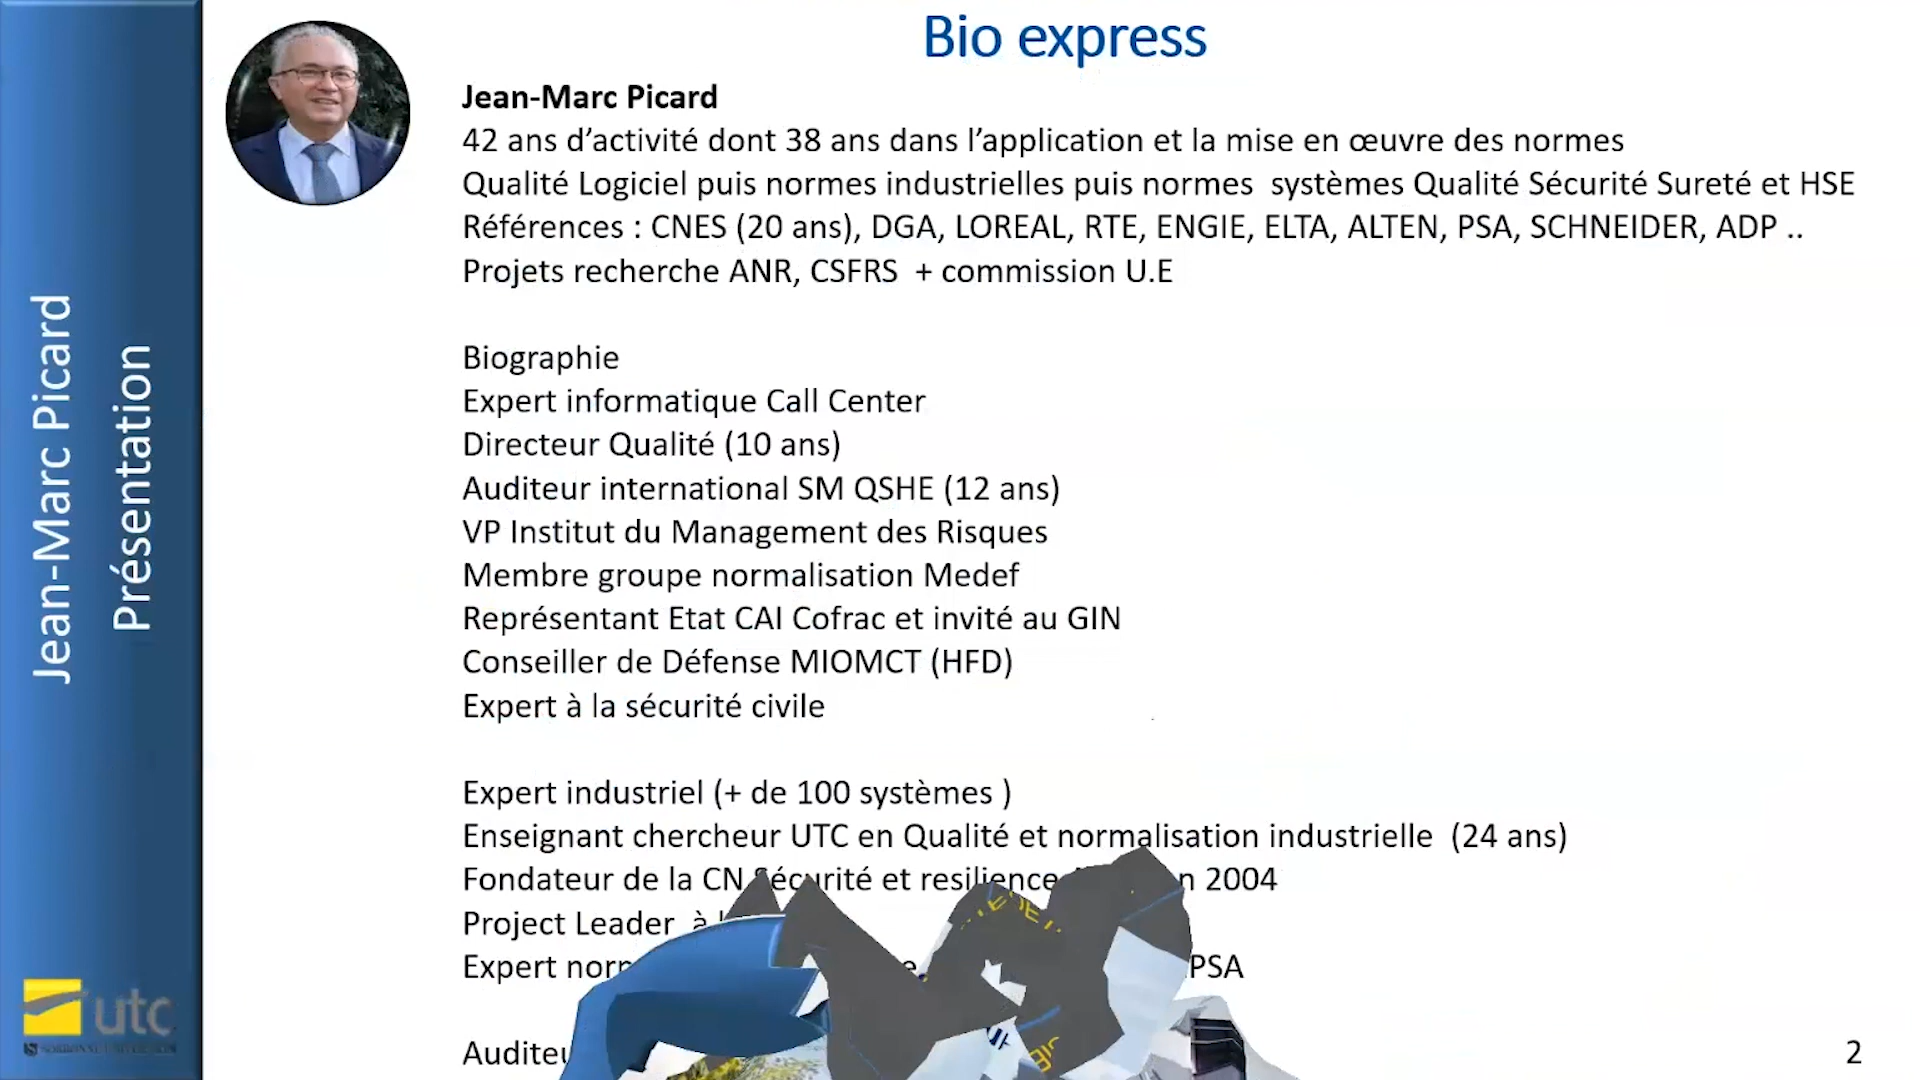 Bio express
Jean-Marc Picard
42 ans d’activité dont 38 ans dans l’application et la mise en œuvre des normes
Qualité Logiciel puis normes industrielles puis normes systèmes Qualité Sécurité Sureté et HSE
Références : CNES (20 ans), DGA, LOREAL, RTE, ENGIE, ELTA, ALTEN, PSA, SCHNEIDER, ADP ..
Projets recherche ANR, CSFRS + commission U.E
Biographie
Expert informatique Call Center
Directeur Qualité (10 ans)
Auditeur international SM QSHE (12 ans)
VP Institut du Management des Risques
Membre groupe normalisation Medef
Représentant Etat CAI Cofrac et invité au GIN
Conseiller de Défense MIOMCT (HFD)
Expert à la sécurité civile
Expert industriel (+ de 100 systèmes )
Enseignant chercheur UTC en Qualité et normalisation industrielle (24 ans)
Fondateur de la CN Sécurité et resilience 2004
Project Leader à
Expert PSA
Jean-Marc Picard
Présentation
utc
SORBONNE UNIVERSITÉS
2